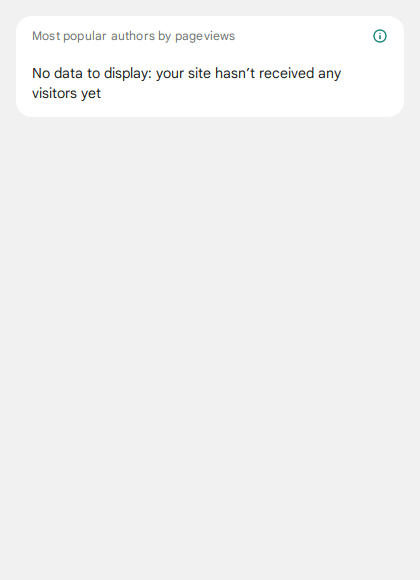 Most popular authors by pageviews
No data to display: your site hasn’t received any
visitors yet